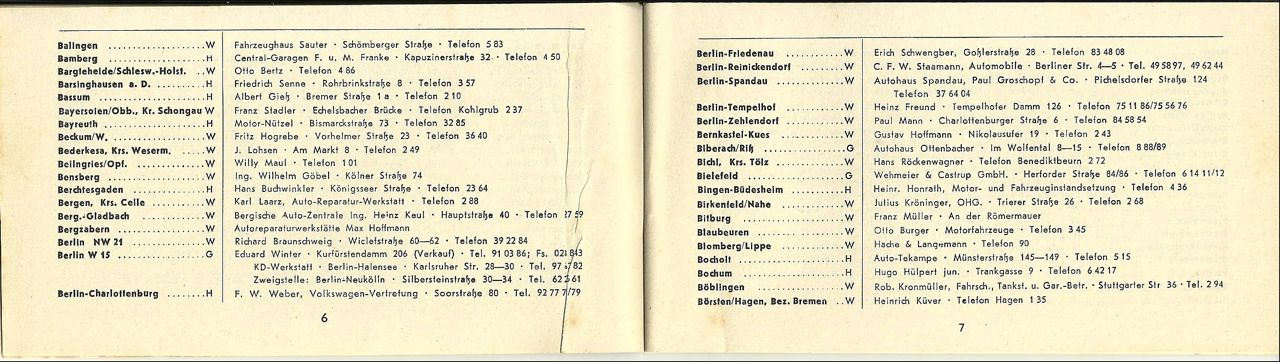 Balingen .................. W Fahrzeughaus Sauter · Schömberger Straße · Telefon 5 83
Bamberg .................. H Central-Garagen F. u. M. Franke · Kapuzinerstraße 32 · Telefon 4 50
Bargteheide/Schlesw.-Holst. .. W Otto Bertz · Telefon 4 86
Barsinghausen a. D. .......... H Friedrich Senne · Rohrbrinkstraße 8 · Telefon 3 57
Bassum .................. H Albert Gieß · Bremer Straße 1 a · Telefon 2 10
Bayersoien/Obb., Kr. Schongau W Franz Stadler · Echelsbacher Brücke · Telefon Kohlgrub 2 37
Bayreuth .................. H Motor-Nützel · Bismarckstraße 73 · Telefon 32 85
Beckum/W. .................. W Fritz Hogrebe · Vorhelmer Straße 23 · Telefon 36 40
Bederkesa, Krs. Weserm. ..... W J. Lohsen · Am Markt 8 · Telefon 2 49
Beilngries/Opf. ............. W Willy Maul · Telefon 1 01
Bensberg .................. W Ing. Wilhelm Göbel · Kölner Straße 74
Berchtesgaden .............. H Hans Buchwinkler · Königsseer Straße · Telefon 23 64
Bergen, Krs. Celle .......... W Karl Laarz, Auto-Reparatur-Werkstatt · Telefon 2 88
Berg.-Gladbach ............. W Bergische Auto-Zentrale Ing. Heinz Keul · Hauptstraße 40 · Telefon 27 59
Bergzabern ................. W Autoreparaturwerkstätte Max Hoffmann
Berlin NW 21 ............... W Richard Braunschweig · Wiclefstraße 60—62 · Telefon 39 22 84
Berlin W 15 ................ G Eduard Winter · Kurfürstendamm 206 (Verkauf) · Tel. 91 03 86; Fs.
KD-Werkstatt · Berlin-Halensee · Karlsruher Str. 28—30 · Tel.
Zweigstelle: Berlin-Neukölln · Silbersteinstraße 30—34 · Tel.
Berlin-Charlottenburg ........ H F. W. Weber, Volkswagen-Vertretung · Soorstraße 80 · Tel. 92 77 7/79
6
Berlin-Friedenau ............ W Erich Schwengber, Goßlerstraße 28 · Telefon 83 48 08
Berlin-Reinickendorf ......... W C. F. W. Staamann, Automobile · Berliner Str. 4—5 · Tel. 49 58 97, 49 62 44
Berlin-Spandau .............. W Autohaus Spandau, Paul Groschopf & Co. · Pichelsdorfer Straße 124
Telefon 37 64 04
Berlin-Tempelhof ............ W Heinz Freund · Tempelhofer Damm 126 · Telefon 75 11 86/75 56 76
Berlin-Zehlendorf ........... W Paul Mann · Charlottenburger Straße 6 · Telefon 84 58 54
Bernkastel-Kues ............. W Gustav Hoffmann · Nikolausufer 19 · Telefon 2 43
Biberach/Riß ................ G Autohaus Ottenbacher · Im Wolfental 8—15 · Telefon 8 88/89
Bichl, Krs. Tölz ............ W Hans Röckenwagner · Telefon Benediktbeurn 2 72
Bielefeld .................. G Wehmeier & Castrup GmbH. · Herforder Straße 84/86 · Telefon 6 14 11/12
Bingen-Büdesheim ............ H Heinr. Honrath, Motor- und Fahrzeuginstandsetzung · Telefon 4 36
Birkenfeld/Nahe ............. W Julius Kröninger, OHG. · Trierer Straße 26 · Telefon 2 68
Bitburg .................. W Franz Müller · An der Römermauer
Blaubeuren ................. W Otto Burger · Motorfahrzeuge · Telefon 3 45
Blomberg/Lippe .............. W Hache & Langemann · Telefon 90
Bocholt .................. H Auto-Tekampe · Münsterstraße 145—149 · Telefon 5 15
Bochum .................. H Hugo Hülpert jun. · Trankgasse 9 · Telefon 6 42 17
Böblingen .................. W Rob. Kronmüller, Fahrsch., Tankst. u. Gar.-Betr. · Stuttgarter Str 36 · Tel. 2 94
Börsten/Hagen, Bez. Bremen .. W Heinrich Küver · Telefon Hagen 1 35
7